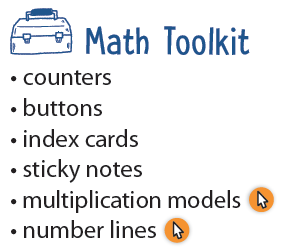 Math Toolkit
• counters
• buttons
• index cards
• sticky notes
• multiplication models
• number lines